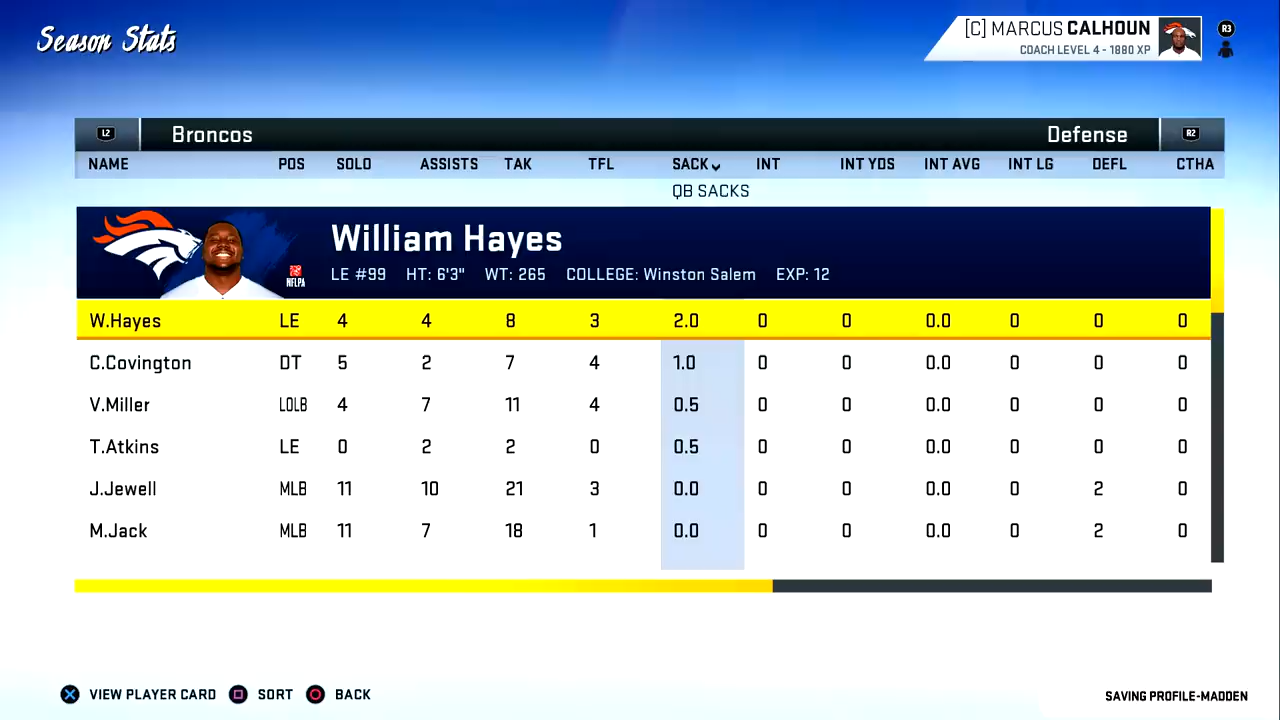 Season Stats
[C] MARCUS CALHOUN
COACH LEVEL 4 - 1880 XP
R3
L2 Broncos Defense R2
NAME POS SOLO ASSISTS TAK TFL SACK INT INT YDS INT AVG INT LG DEFL CTHA
QB SACKS
William Hayes
LE #99 HT: 6'3" WT: 265 COLLEGE: Winston Salem EXP: 12
NFLPA
W.Hayes LE 4 4 8 3 2.0 0 0 0.0 0 0 0
C.Covington DT 5 2 7 4 1.0 0 0 0.0 0 0 0
V.Miller LOLB 4 7 11 4 0.5 0 0 0.0 0 0 0
T.Atkins LE 0 2 2 0 0.5 0 0 0.0 0 0 0
J.Jewell MLB 11 10 21 3 0.0 0 0 0.0 0 2 0
M.Jack MLB 11 7 18 1 0.0 0 0 0.0 0 2 0
VIEW PLAYER CARD SORT BACK
SAVING PROFILE-MADDEN